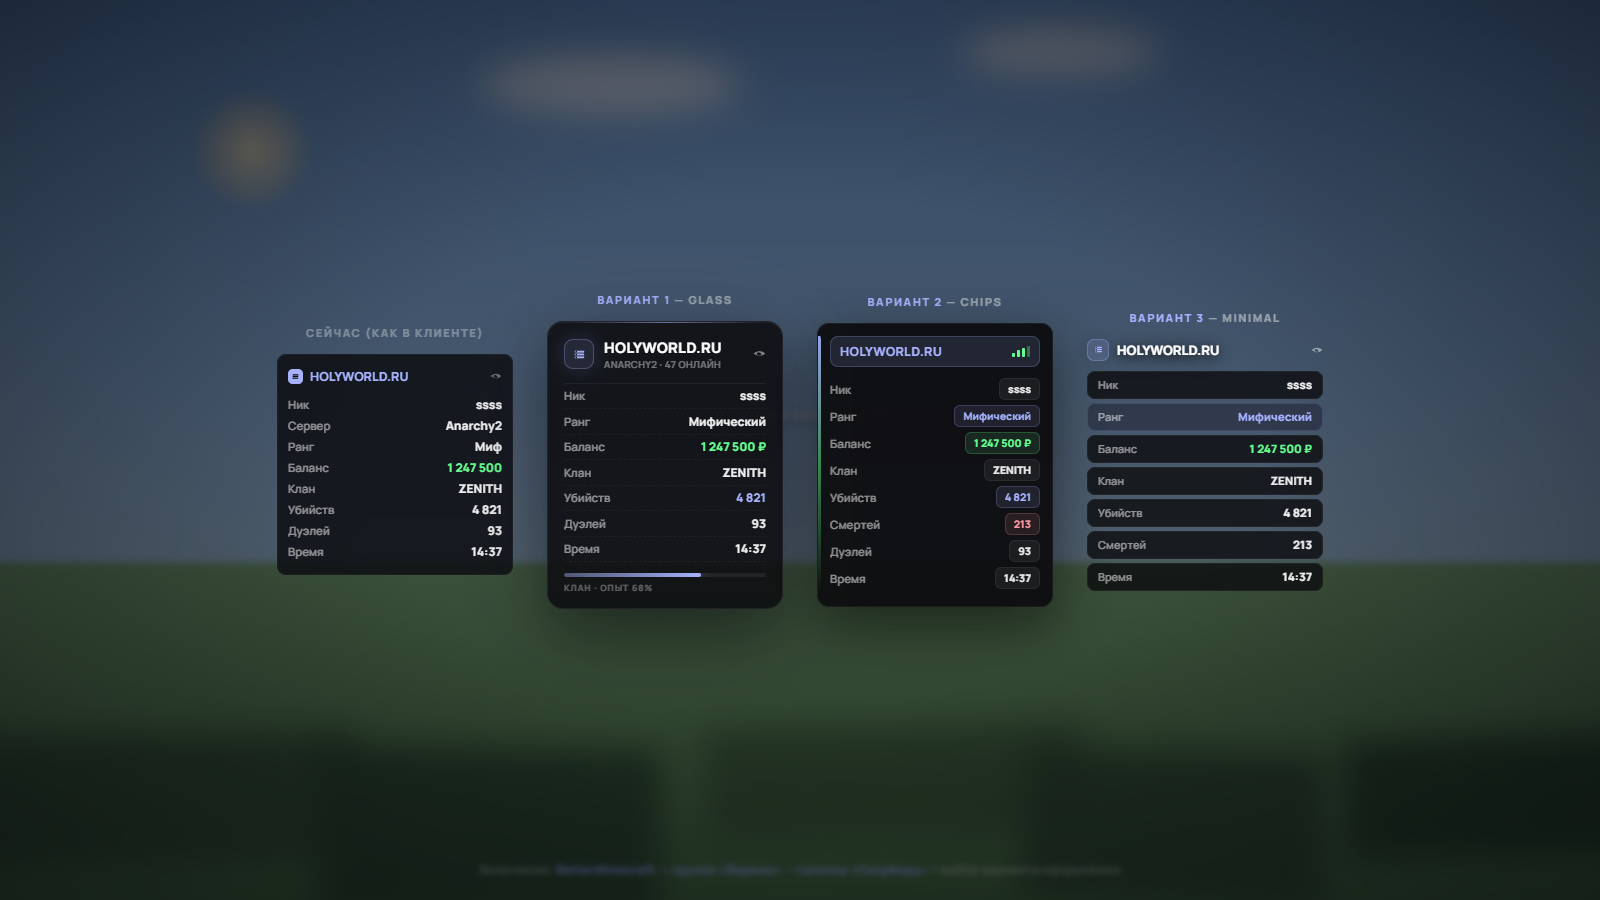 СЕЙЧАС (КАК В КЛИЕНТЕ)
HOLYWORLD.RU
Ник ssss
Сервер Anarchy2
Ранг Миф
Баланс 1 247 500
Клан ZENITH
Убийств 4 821
Дуэлей 93
Время 14:37
ВАРИАНТ 1 — GLASS
HOLYWORLD.RU
ANARCHY2 · 47 ОНЛАЙН
Ник ssss
Ранг Мифический
Баланс 1 247 500 ₽
Клан ZENITH
Убийств 4 821
Дуэлей 93
Время 14:37
КЛАН · ОПЫТ 68%
ВАРИАНТ 2 — CHIPS
HOLYWORLD.RU
Ник ssss
Ранг Мифический
Баланс 1 247 500 ₽
Клан ZENITH
Убийств 4 821
Смертей 213
Дуэлей 93
Время 14:37
ВАРИАНТ 3 — MINIMAL
HOLYWORLD.RU
Ник ssss
Ранг Мифический
Баланс 1 247 500 ₽
Клан ZENITH
Убийств 4 821
Смертей 213
Время 14:37